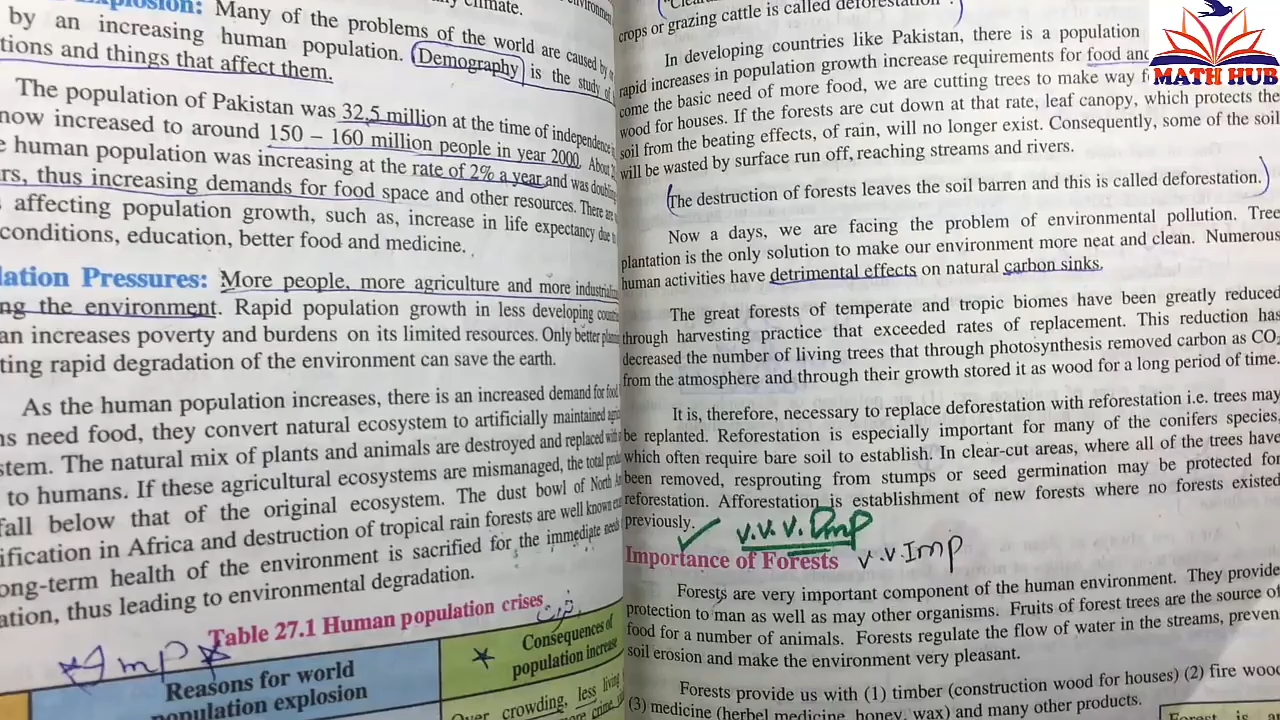 plosion: Many of the problems of the world are caused by
by an increasing human population. Demography is the study of
tions and things that affect them.
The population of Pakistan was 32.5 million at the time of independence
now increased to around 150 – 160 million people in year 2000. About
human population was increasing at the rate of 2% a year and was doubling
rs, thus increasing demands for food space and other resources. There are
affecting population growth, such as, increase in life expectancy due
conditions, education, better food and medicine.
lation Pressures: More people, more agriculture and more industrial
ng the environment. Rapid population growth in less developing
an increases poverty and burdens on its limited resources. Only better
ting rapid degradation of the environment can save the earth.
As the human population increases, there is an increased demand for food
ns need food, they convert natural ecosystem to artificially maintained
stem. The natural mix of plants and animals are destroyed and replaced with
to humans. If these agricultural ecosystems are mismanaged, the total
fall below that of the original ecosystem. The dust bowl of North
ification in Africa and destruction of tropical rain forests are well known
ong-term health of the environment is sacrified for the immediate
ation, thus leading to environmental degradation.
Table 27.1 Human population crises
Imp
Reasons for world
population explosion
Consequences of
population increase
Over crowding, less living
crops or grazing cattle is called deforestation".
In developing countries like Pakistan, there is a population
rapid increases in population growth increase requirements for food and
come the basic need of more food, we are cutting trees to make way
wood for houses. If the forests are cut down at that rate, leaf canopy, which protects the
soil from the beating effects, of rain, will no longer exist. Consequently, some of the soil
will be wasted by surface run off, reaching streams and rivers.
The destruction of forests leaves the soil barren and this is called deforestation.
Now a days, we are facing the problem of environmental pollution. Tree
plantation is the only solution to make our environment more neat and clean. Numerous
human activities have detrimental effects on natural carbon sinks.
The great forests of temperate and tropic biomes have been greatly reduced
through harvesting practice that exceeded rates of replacement. This reduction has
decreased the number of living trees that through photosynthesis removed carbon as CO2
from the atmosphere and through their growth stored it as wood for a long period of time.
It is, therefore, necessary to replace deforestation with reforestation i.e. trees may
be replanted. Reforestation is especially important for many of the conifers species,
which often require bare soil to establish. In clear-cut areas, where all of the trees have
been removed, resprouting from stumps or seed germination may be protected for
reforestation. Afforestation is establishment of new forests where no forests existed
previously.
v.v.v.Imp
Importance of Forests v.v.Imp
Forests are very important component of the human environment. They provide
protection to man as well as may other organisms. Fruits of forest trees are the source of
food for a number of animals. Forests regulate the flow of water in the streams, preven
soil erosion and make the environment very pleasant.
Forests provide us with (1) timber (construction wood for houses) (2) fire wood
(3) medicine (herbel medicine, honey, wax) and many other products.
Forest is
MATH HUB